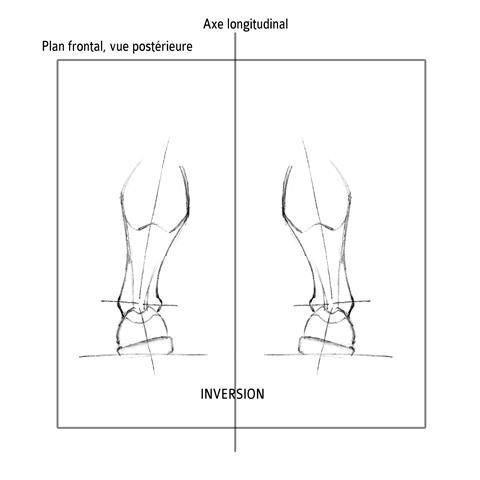 Axe longitudinal
Plan frontal, vue postérieure
INVERSION